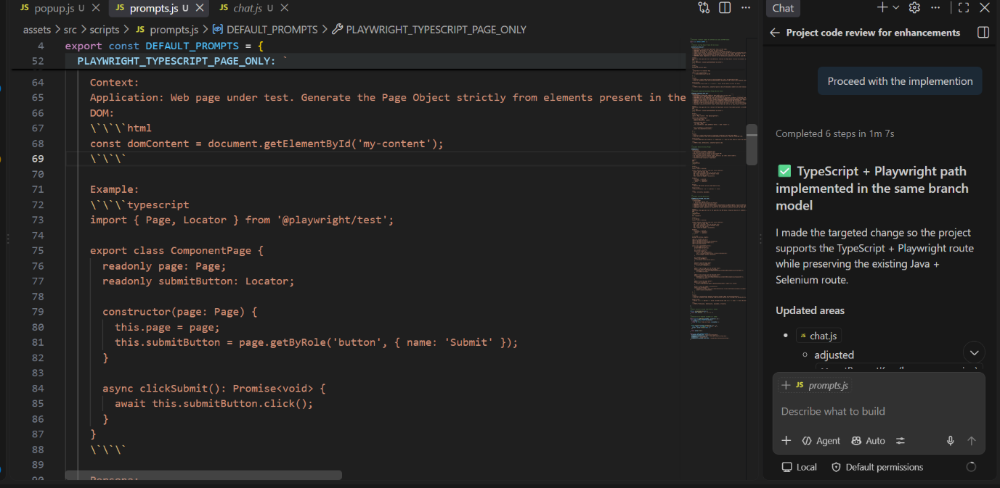 JS popup.js U
JS prompts.js U
JS chat.js U
assets > src > scripts > JS prompts.js > DEFAULT_PROMPTS > PLAYWRIGHT_TYPESCRIPT_PAGE_ONLY
4 export const DEFAULT_PROMPTS = {
52 PLAYWRIGHT_TYPESCRIPT_PAGE_ONLY: `
64 Context:
65 Application: Web page under test. Generate the Page Object strictly from elements present in the
66 DOM:
67 \`\`\`html
68 const domContent = document.getElementById('my-content');
69 \`\`\`
70
71 Example:
72 \`\`\`typescript
73 import { Page, Locator } from '@playwright/test';
74
75 export class ComponentPage {
76 readonly page: Page;
77 readonly submitButton: Locator;
78
79 constructor(page: Page) {
80 this.page = page;
81 this.submitButton = page.getByRole('button', { name: 'Submit' });
82 }
83
84 async clickSubmit(): Promise<void> {
85 await this.submitButton.click();
86 }
87 }
88 \`\`\`
89
90 Persona:
Chat
Project code review for enhancements
Proceed with the implemention
Completed 6 steps in 1m 7s
✅ TypeScript + Playwright path
implemented in the same branch
model
I made the targeted change so the project
supports the TypeScript + Playwright route
while preserving the existing Java +
Selenium route.
Updated areas
• JS chat.js
○ adjusted
+ JS prompts.js
Describe what to build
Agent
Auto
Local
Default permissions